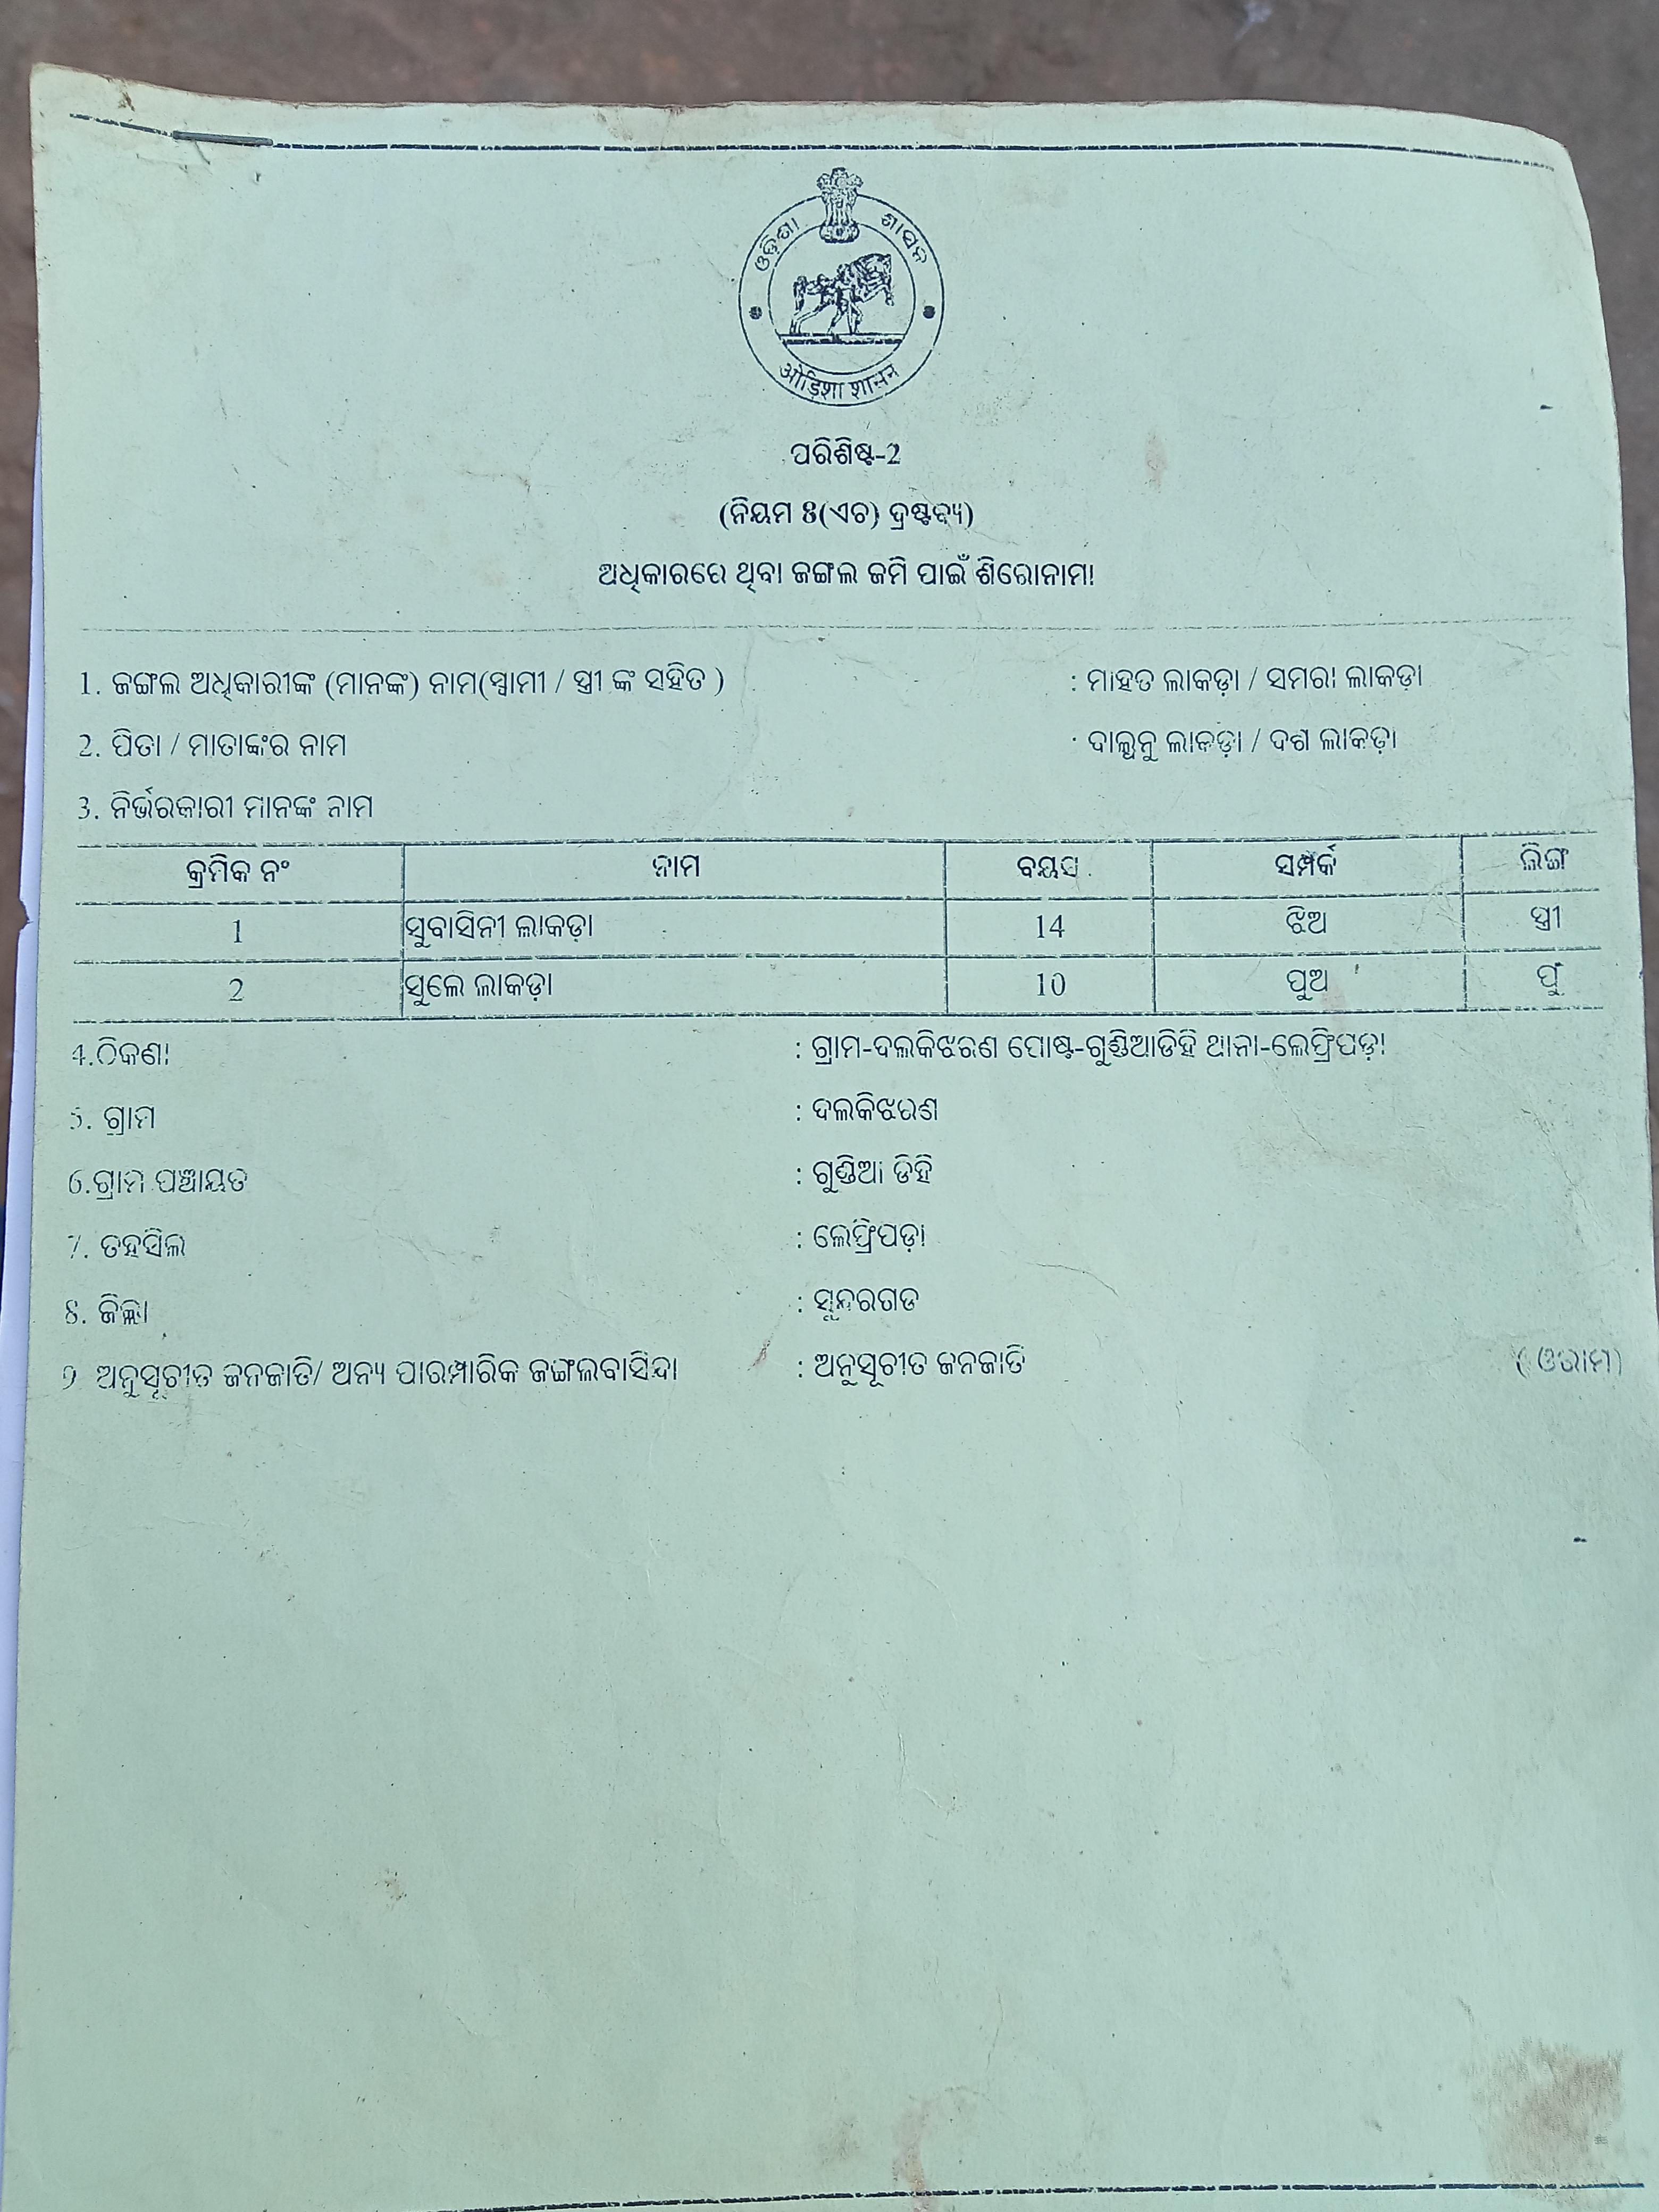 ଓଡ଼ିଶା ଶାସନ
ओड़िशा शासन
ପରିଶିଷ୍ଟ-2
(ନିୟମ 8(ଏଚ) ଦ୍ରଷ୍ଟବ୍ୟ)
ଅଧିକାରରେ ଥିବା ଜଙ୍ଗଲ ଜମି ପାଇଁ ଶିରୋନାମା
1. ଜଙ୍ଗଲ ଅଧିକାରୀଙ୍କ (ମାନଙ୍କ) ନାମ(ସ୍ୱାମୀ / ସ୍ତ୍ରୀ ଙ୍କ ସହିତ ) : ମାହତ ଲାକଡ଼ା / ସମରା ଲାକଡ଼ା
2. ପିତା / ମାତାଙ୍କର ନାମ : ଲାକଡ଼ା / ଦଶ ଲାକଡ଼ା
3. ନିର୍ଭରକାରୀ ମାନଙ୍କ ନାମ
କ୍ରମିକ ନଂ ନାମ ବୟସ ସମ୍ପର୍କ ଲିଙ୍ଗ
1 ସୁବାସିନୀ ଲାକଡ଼ା 14 ଝିଅ ସ୍ତ୍ରୀ
2 ସୁଲେ ଲାକଡ଼ା 10 ପୁଅ ପୁଂ
4.ଠିକଣା : ଗ୍ରାମ-ଦଲକିଝରଣ ପୋଷ୍ଟ-ଗୁଣ୍ଡିଆଡିହି ଥାନା-ଲେଫ୍ରିପଡ଼ା
5. ଗ୍ରାମ : ଦଲକିଝରଣ
6.ଗ୍ରାମ ପଞ୍ଚାୟତ : ଗୁଣ୍ଡିଆ ଡିହି
7. ତହସିଲ : ଲେଫ୍ରିପଡ଼ା
8. ଜିଲ୍ଲା : ସୁନ୍ଦରଗଡ
9 ଅନୁସୂଚୀତ ଜନଜାତି/ ଅନ୍ୟ ପାରମ୍ପାରିକ ଜଙ୍ଗଲବାସିନ୍ଦା : ଅନୁସୂଚୀତ ଜନଜାତି ( ଓରାମ)